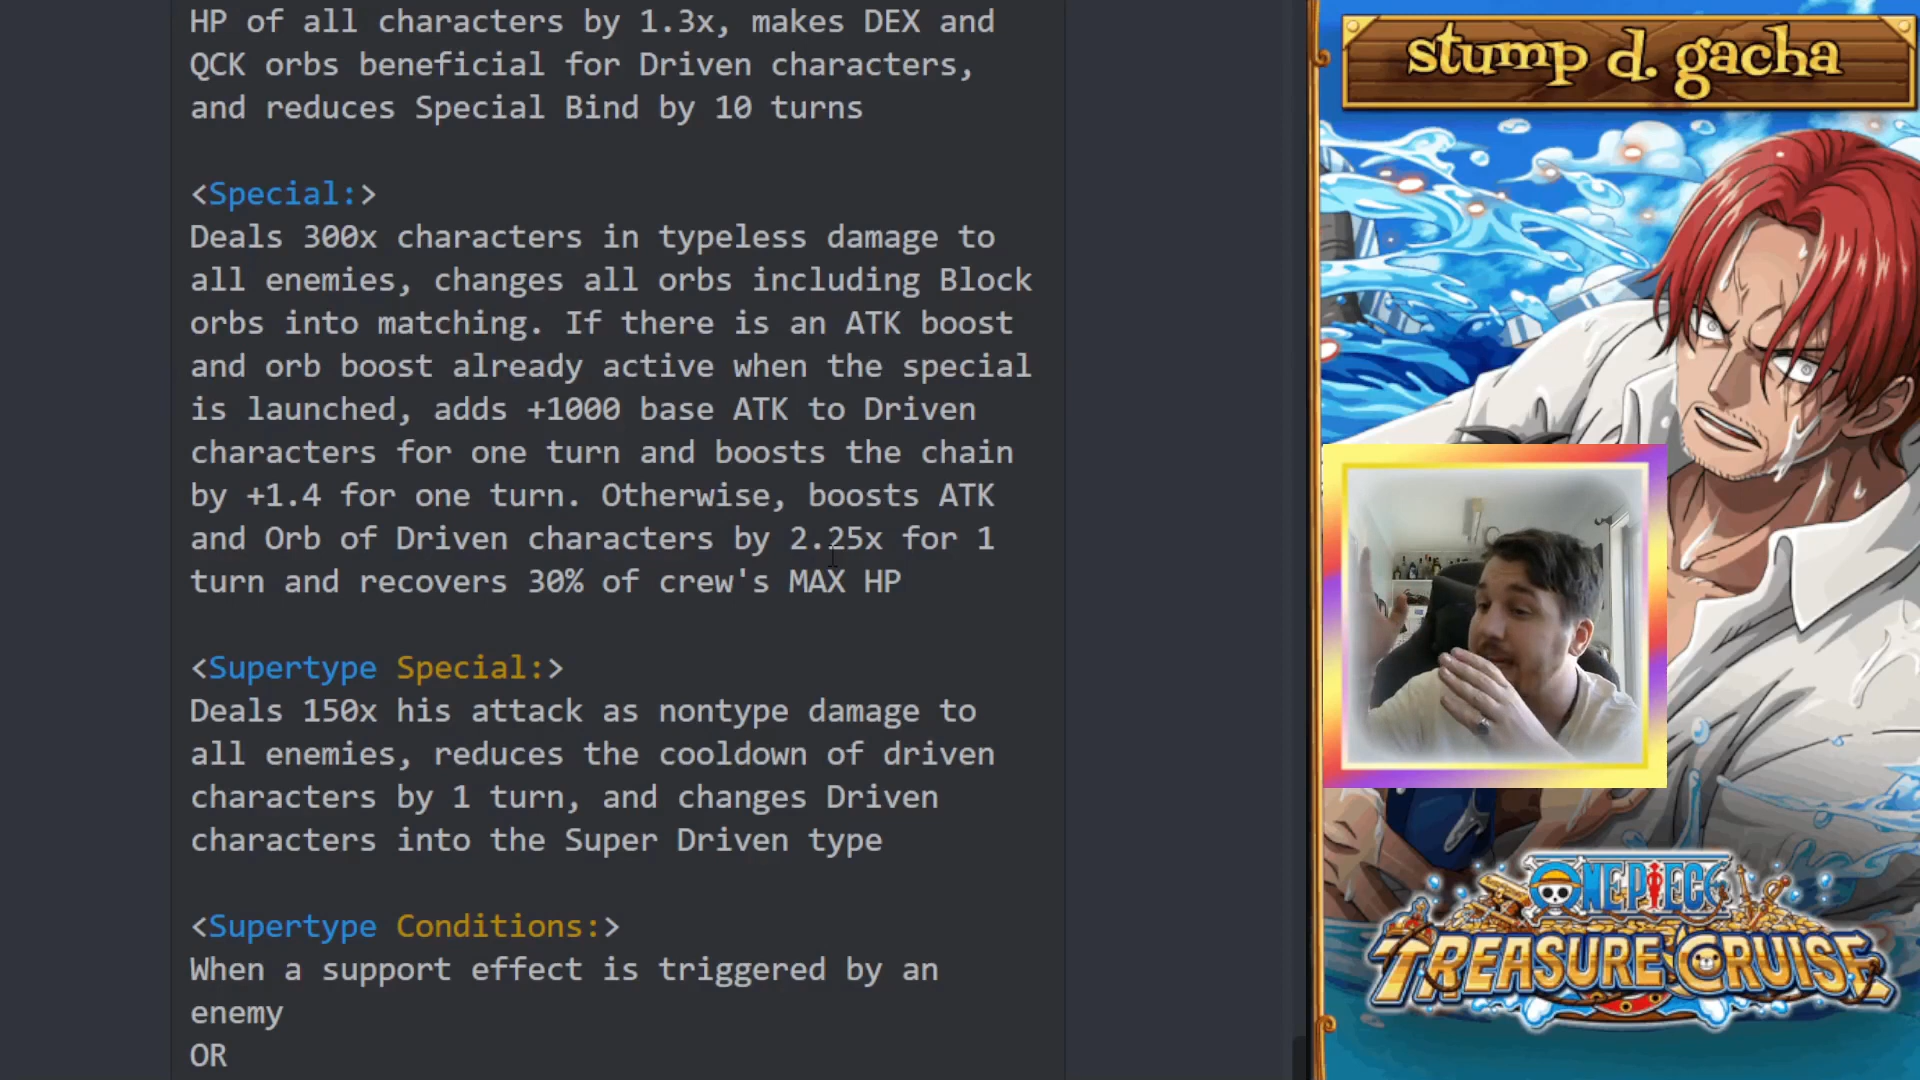 HP of all characters by 1.3x, makes DEX and
QCK orbs beneficial for Driven characters,
and reduces Special Bind by 10 turns
<Special:>
Deals 300x characters in typeless damage to
all enemies, changes all orbs including Block
orbs into matching. If there is an ATK boost
and orb boost already active when the special
is launched, adds +1000 base ATK to Driven
characters for one turn and boosts the chain
by +1.4 for one turn. Otherwise, boosts ATK
and Orb of Driven characters by 2.25x for 1
turn and recovers 30% of crew's MAX HP
<Supertype Special:>
Deals 150x his attack as nontype damage to
all enemies, reduces the cooldown of driven
characters by 1 turn, and changes Driven
characters into the Super Driven type
<Supertype Conditions:>
When a support effect is triggered by an
enemy
OR
stump d. gacha
ONE PIECE
TREASURE CRUISE